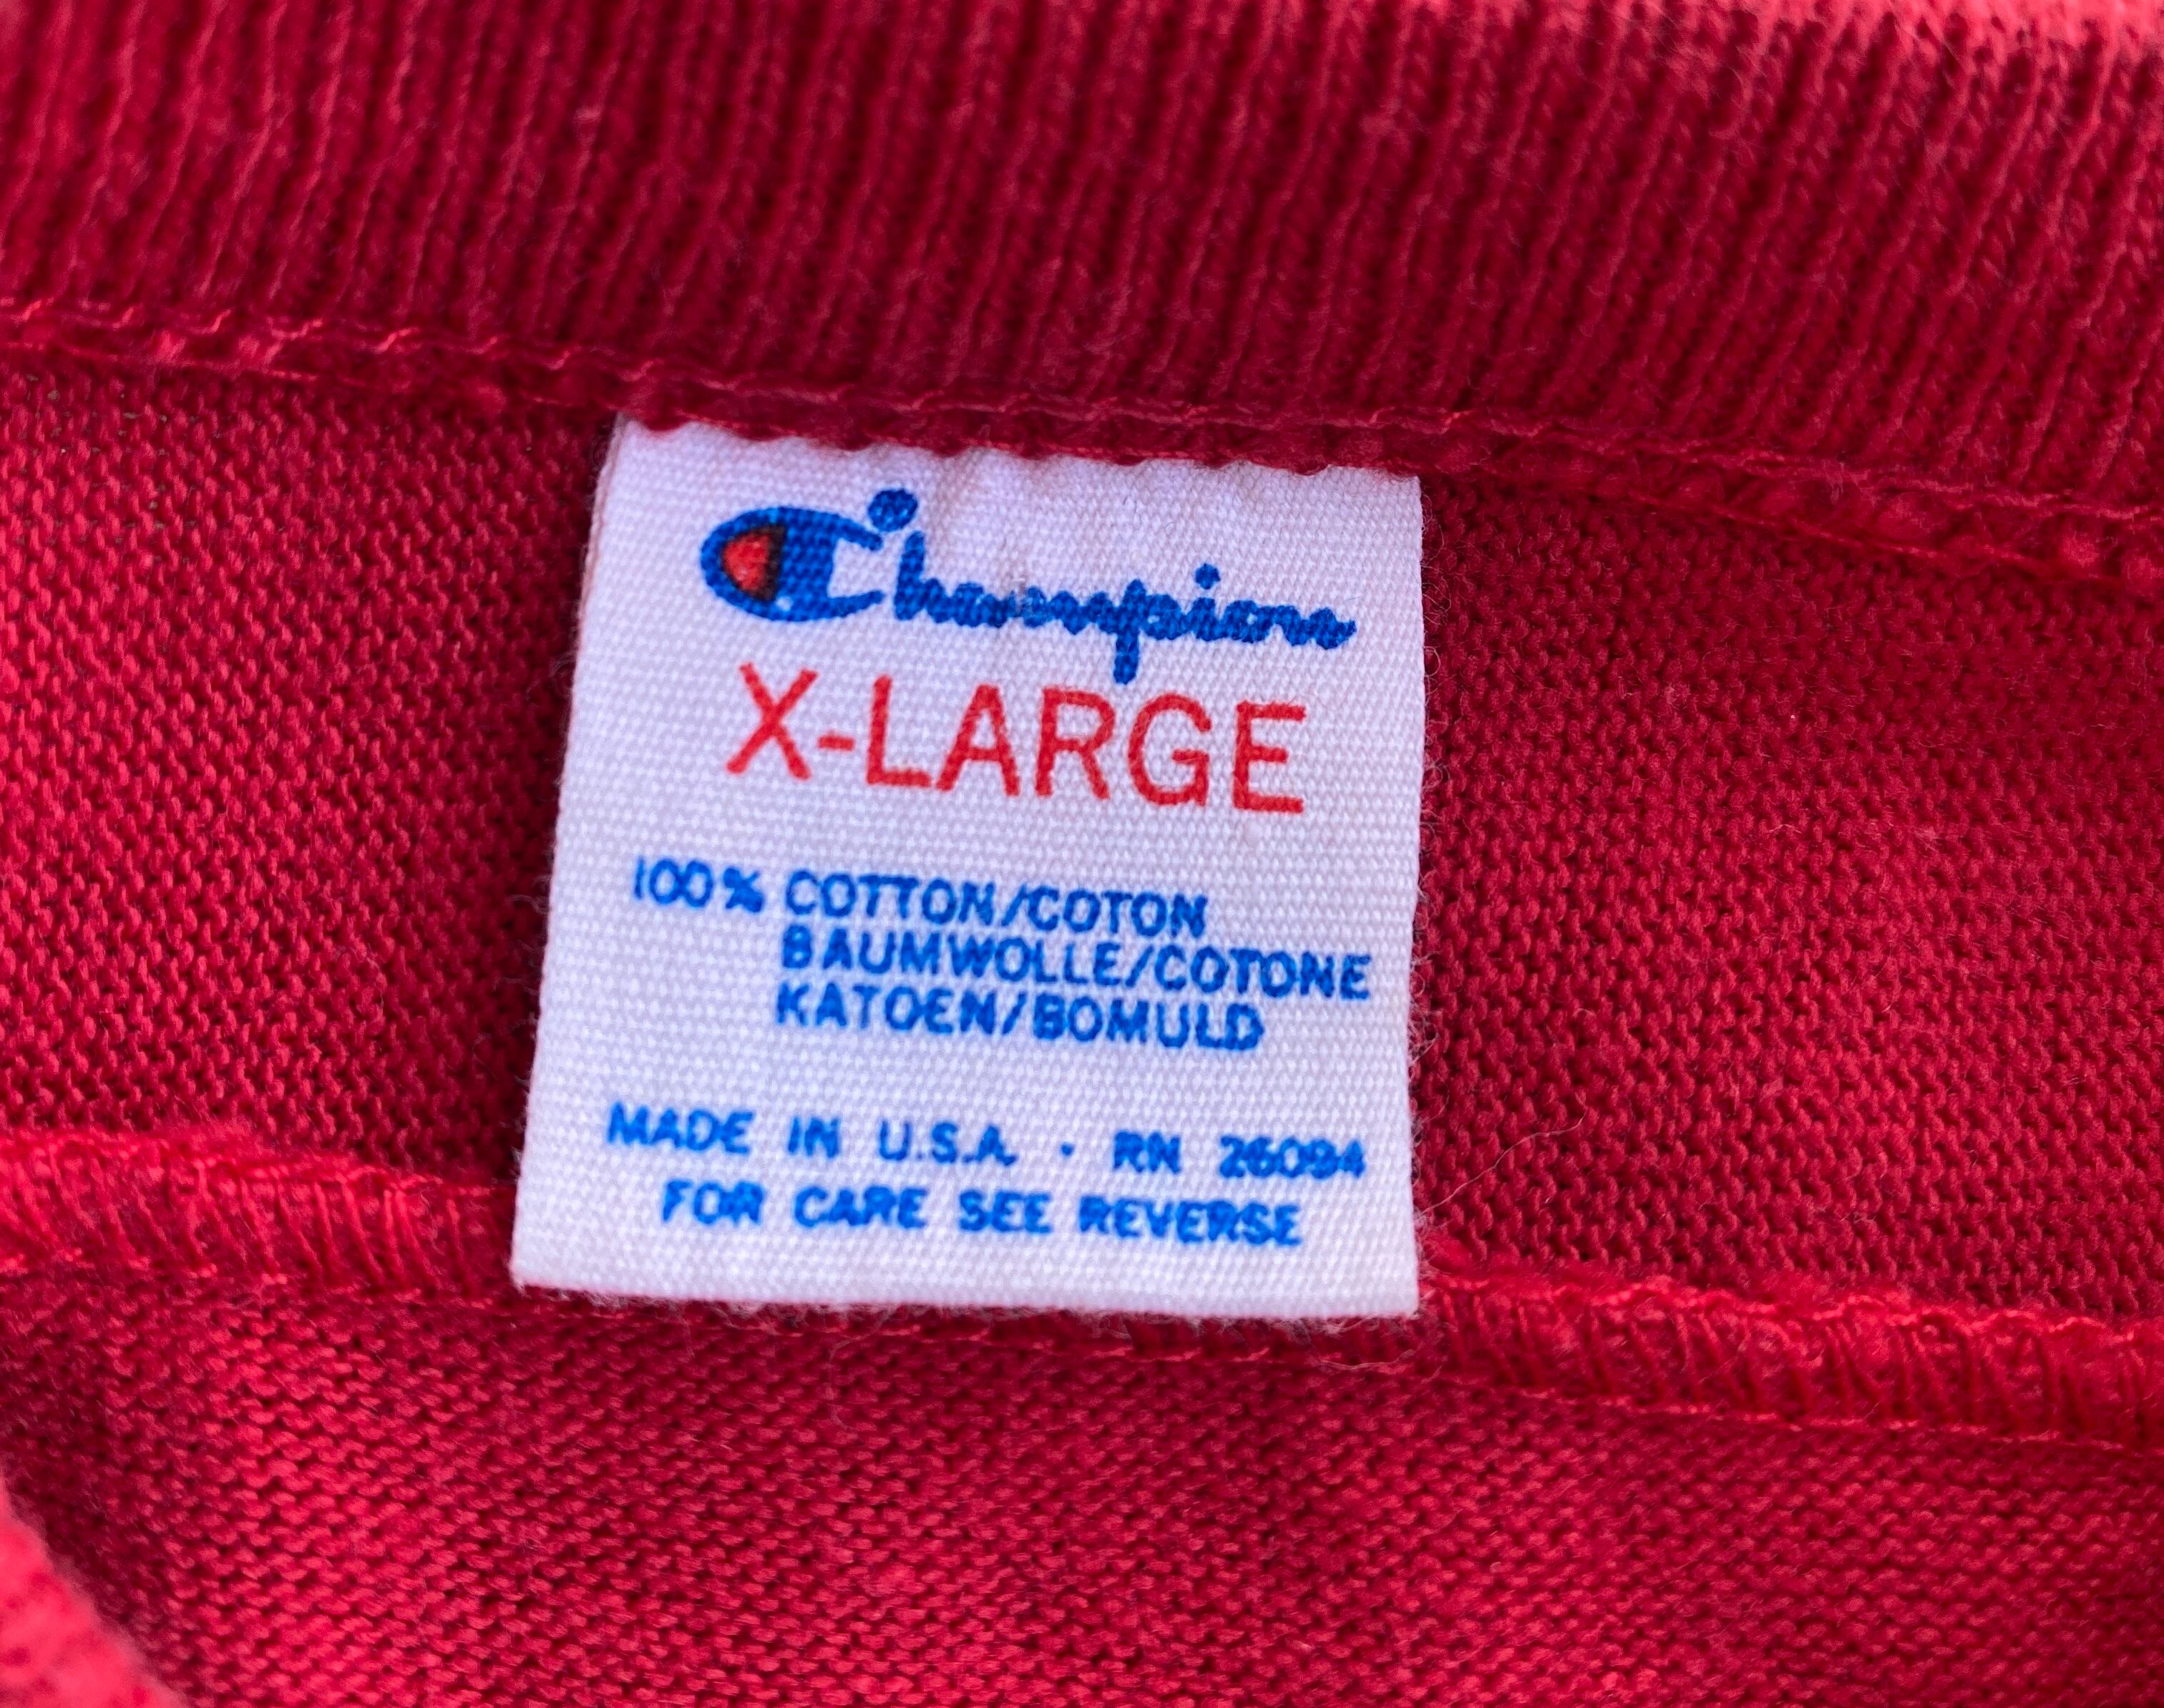 Champion
X-LARGE
100% COTTON/COTON
BAUMWOLLE/COTONE
KATOEN/BOMULD
MADE IN U.S.A. · RN 26094
FOR CARE SEE REVERSE